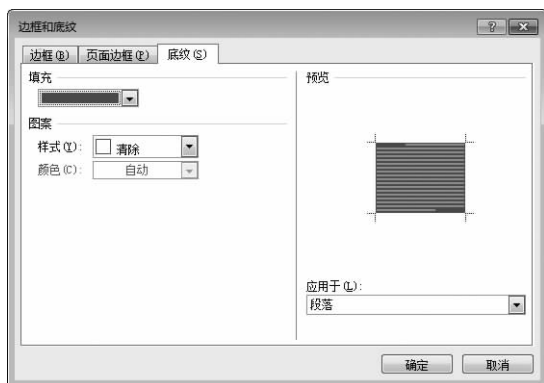 边框和底纹
边框(B) 页面边框(P) 底纹(S)
填充
图案
样式(Y): 清除
颜色(C): 自动
预览
应用于(L):
段落
确定 取消